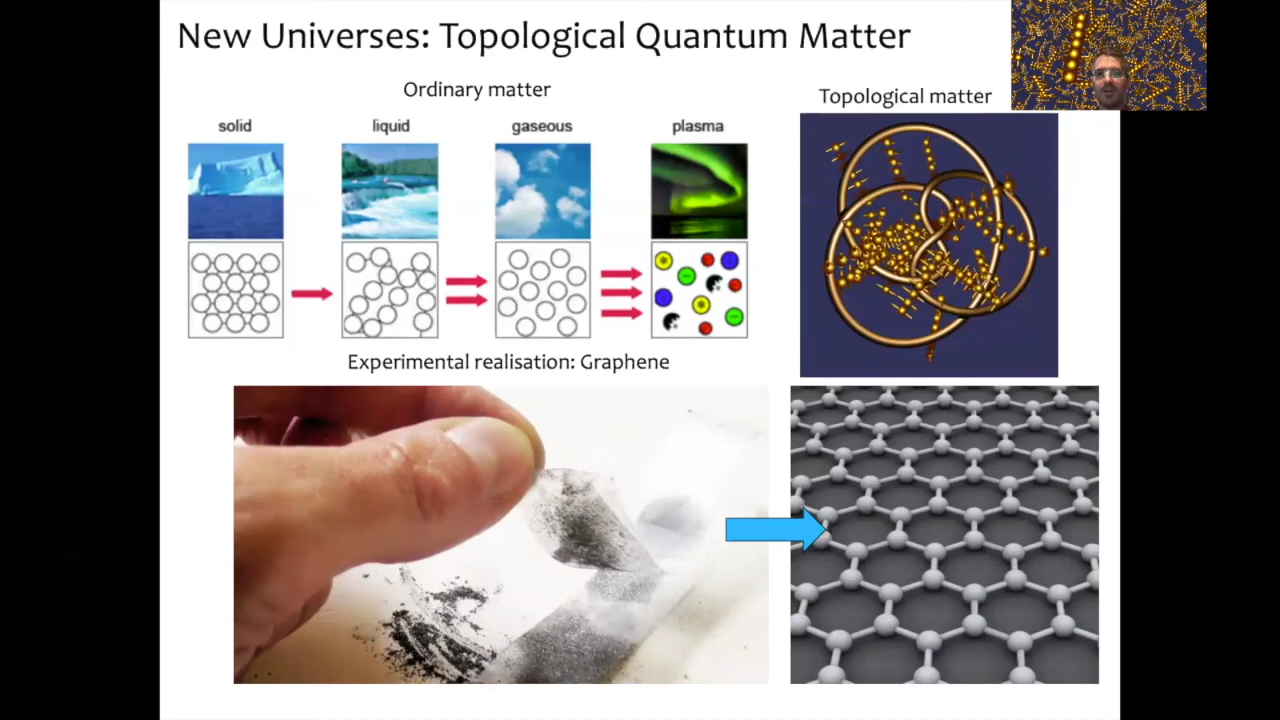 New Universes: Topological Quantum Matter
Ordinary matter
Topological matter
solid
liquid
gaseous
plasma
Experimental realisation: Graphene